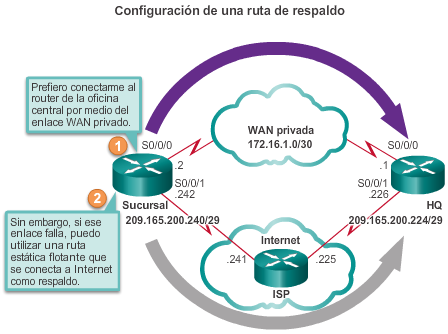 Configuración de una ruta de respaldo
Prefiero conectarme al
router de la oficina
central por medio del
enlace WAN privado.
1
S0/0/0
WAN privada
172.16.1.0/30
S0/0/0
.2
.1
2
S0/0/1
.242
S0/0/1
.226
Sucursal
HQ
209.165.200.240/29
209.165.200.224/29
Sin embargo, si ese
enlace falla, puedo
utilizar una ruta
estática flotante que
se conecta a Internet
como respaldo.
Internet
.241
.225
ISP